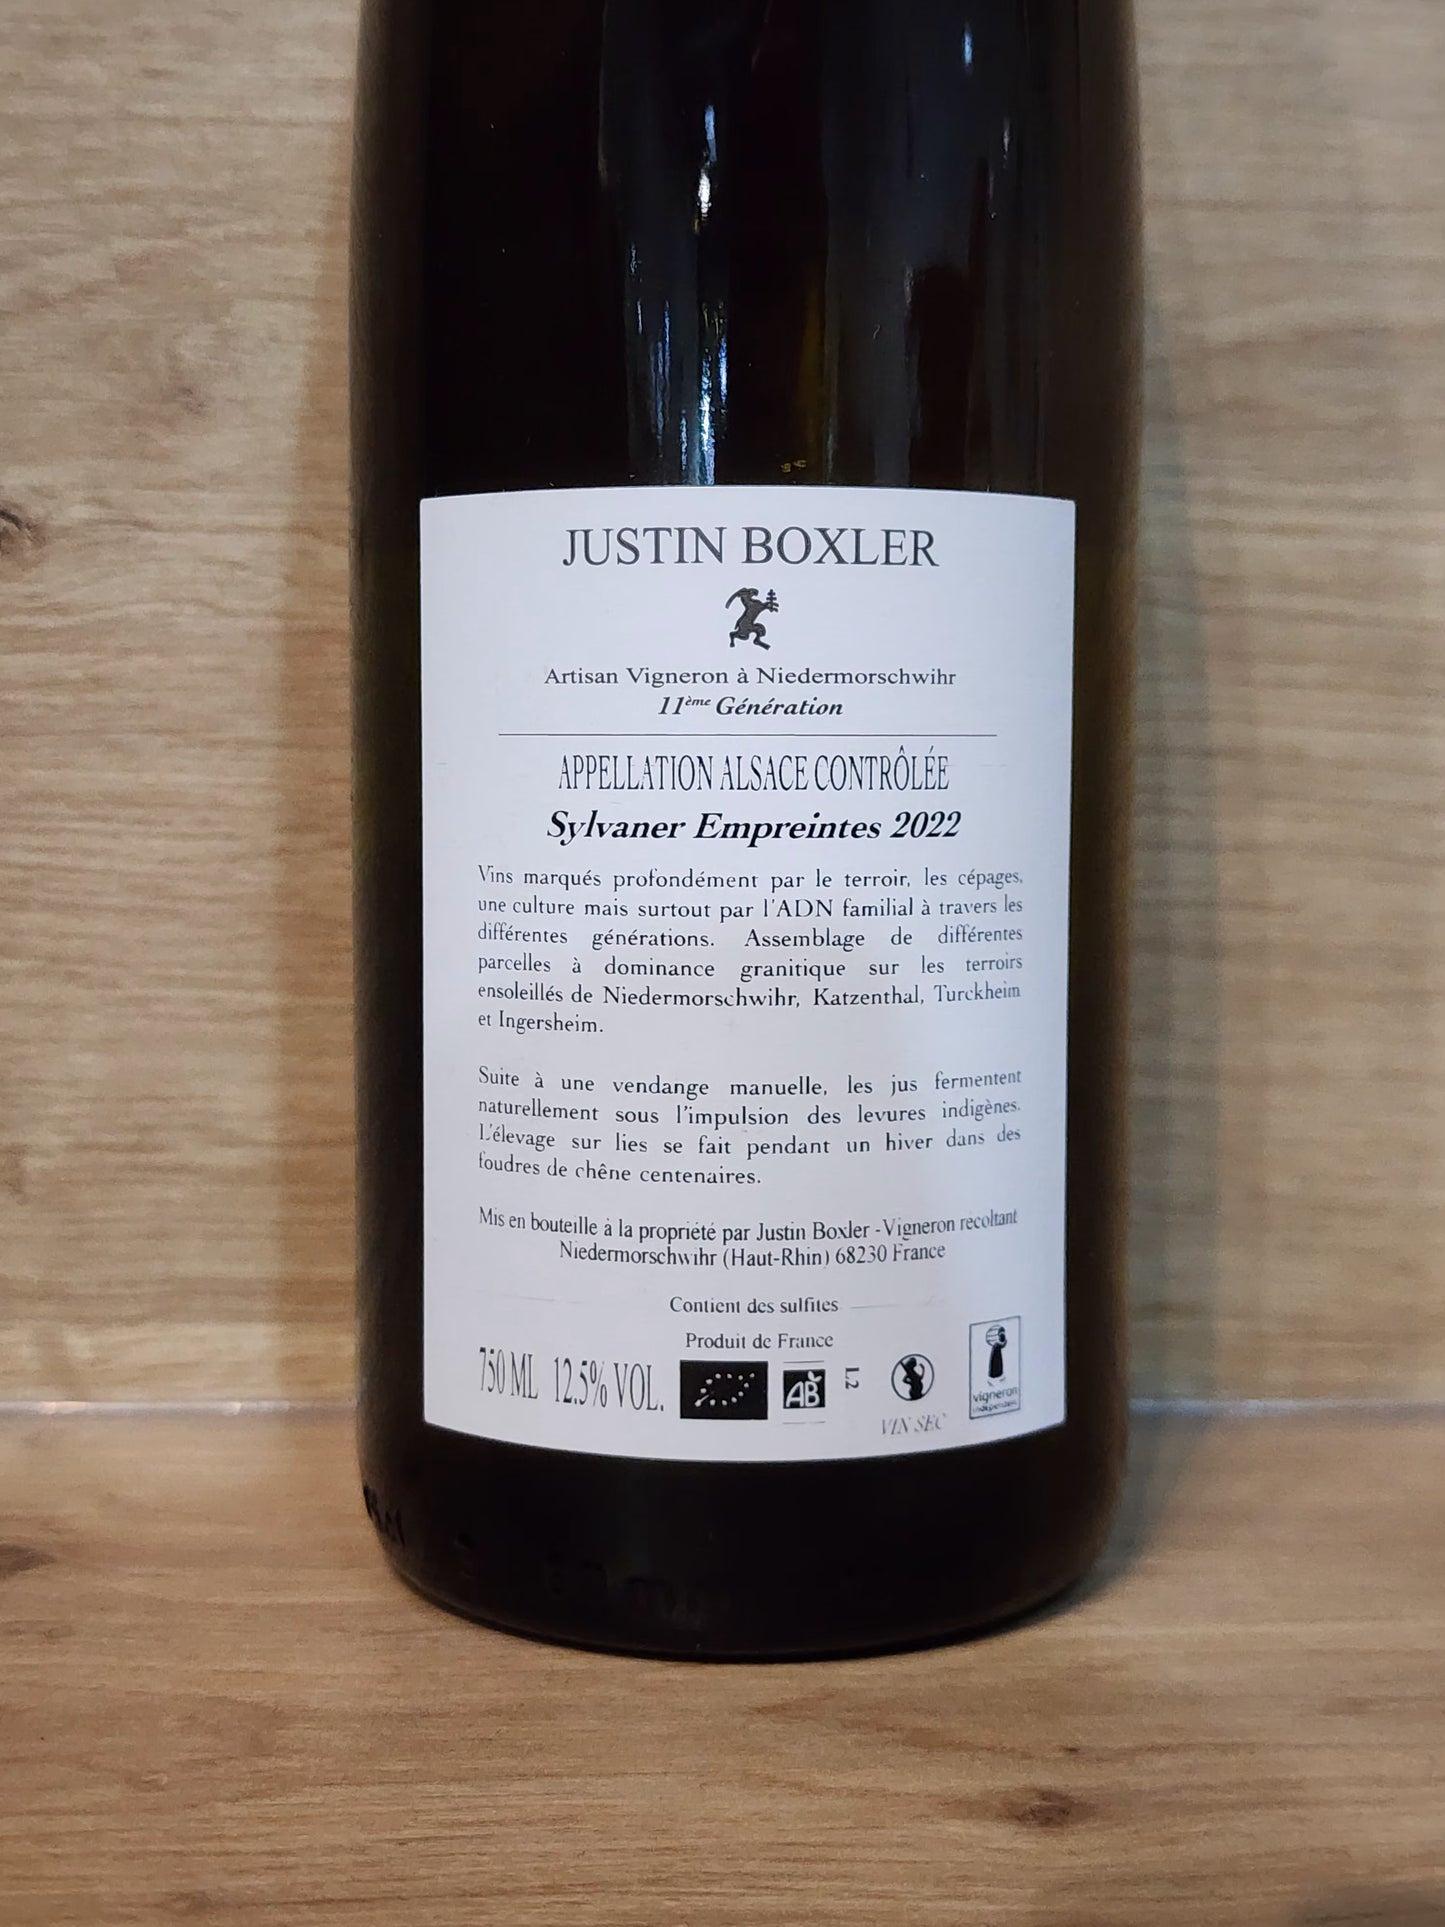 JUSTIN BOXLER
Artisan Vigneron à Niedermorschwihr
11ème Génération
APPELLATION ALSACE CONTRÔLÉE
Sylvaner Empreintes 2022
Vins marqués profondément par le terroir, les cépages,
une culture mais surtout par l'ADN familial à travers les
différentes générations. Assemblage de différentes
parcelles à dominance granitique sur les terroirs
ensoleillés de Niedermorschwihr, Katzenthal, Turckheim
et Ingersheim.
Suite à une vendange manuelle, les jus fermentent
naturellement sous l'impulsion des levures indigènes.
L'élevage sur lies se fait pendant un hiver dans des
foudres de chêne centenaires.
Mis en bouteille à la propriété par Justin Boxler - Vigneron récoltant
Niedermorschwihr (Haut-Rhin) 68230 France
Contient des sulfites
Produit de France
750 ML 12.5% VOL.
AB
L2
VIN SEC
vigneron
indépendant